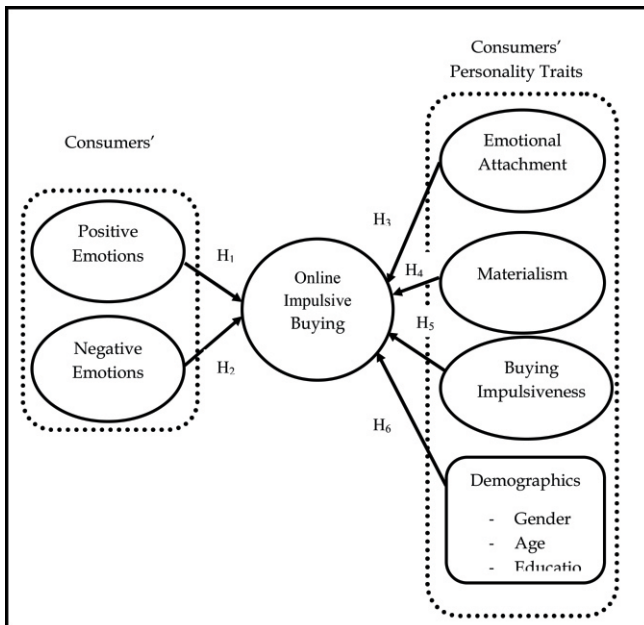 Consumers'
Personality Traits
Consumers'
Emotional
Attachment
Positive
Emotions
H3
H1
H4
Materialism
Online
Impulsive
Buying
H5
Negative
Emotions
H2
Buying
Impulsiveness
H6
Demographics
- Gender
- Age
- Educatio